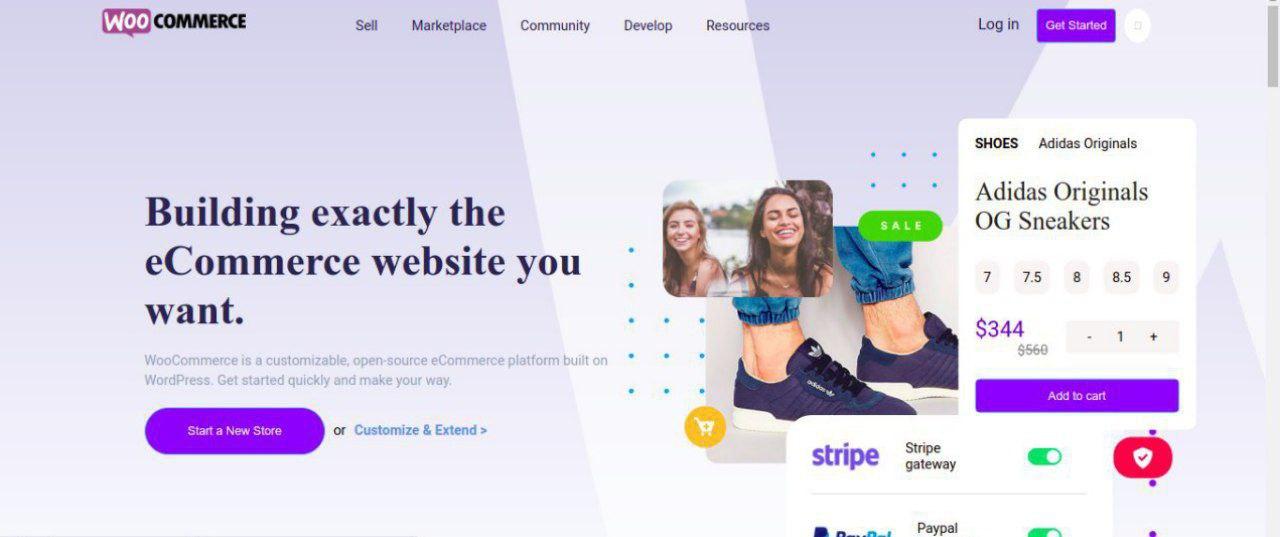 WOO COMMERCE
Sell Marketplace Community Develop Resources
Log in
Get Started
Building exactly the
eCommerce website you
want.
WooCommerce is a customizable, open-source eCommerce platform built on
WordPress. Get started quickly and make your way.
Start a New Store
or Customize & Extend >
SALE
adidas
SHOES Adidas Originals
Adidas Originals
OG Sneakers
7 7.5 8 8.5 9
$344
$560
- 1 +
Add to cart
stripe
Stripe
gateway
PayPal
Paypal